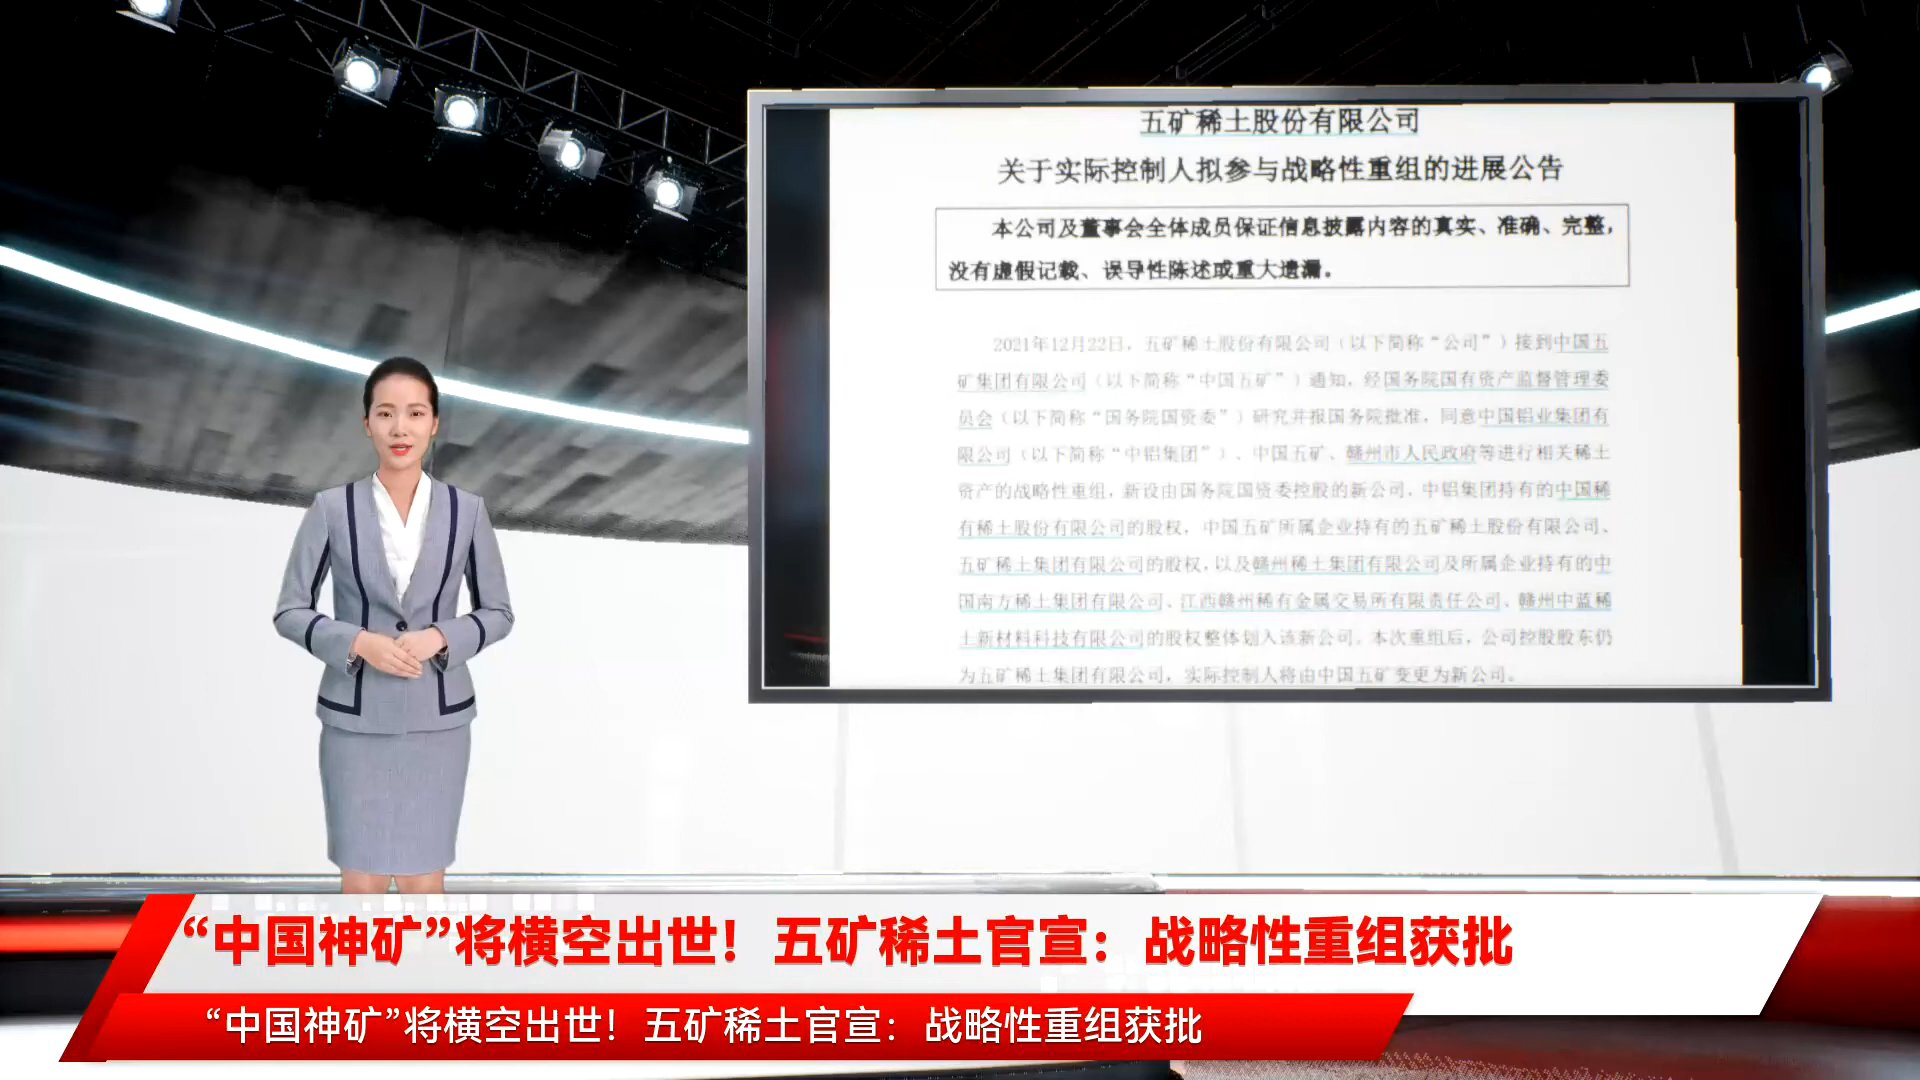 五矿稀土股份有限公司
关于实际控制人拟参与战略性重组的进展公告
本公司及董事会全体成员保证信息披露内容的真实、准确、完整，
没有虚假记载、误导性陈述或重大遗漏。
2021年12月22日，五矿稀土股份有限公司（以下简称“公司”）接到中国五
矿集团有限公司（以下简称“中国五矿”）通知，经国务院国有资产监督管理委
员会（以下简称“国务院国资委”）研究并报国务院批准，同意中国铝业集团有
限公司（以下简称“中铝集团”）、中国五矿、赣州市人民政府等进行相关稀土
资产的战略性重组，新设由国务院国资委控股的新公司，中铝集团持有的中国稀
有稀土股份有限公司的股权，中国五矿所属企业持有的五矿稀土股份有限公司、
五矿稀土集团有限公司的股权，以及赣州稀土集团有限公司及所属企业持有的中
国南方稀土集团有限公司、江西赣州稀有金属交易所有限责任公司、赣州中蓝稀
土新材料科技有限公司的股权整体划入该新公司。本次重组后，公司控股股东仍
为五矿稀土集团有限公司，实际控制人将由中国五矿变更为新公司。
“中国神矿”将横空出世！五矿稀土官宣：战略性重组获批
“中国神矿”将横空出世！五矿稀土官宣：战略性重组获批